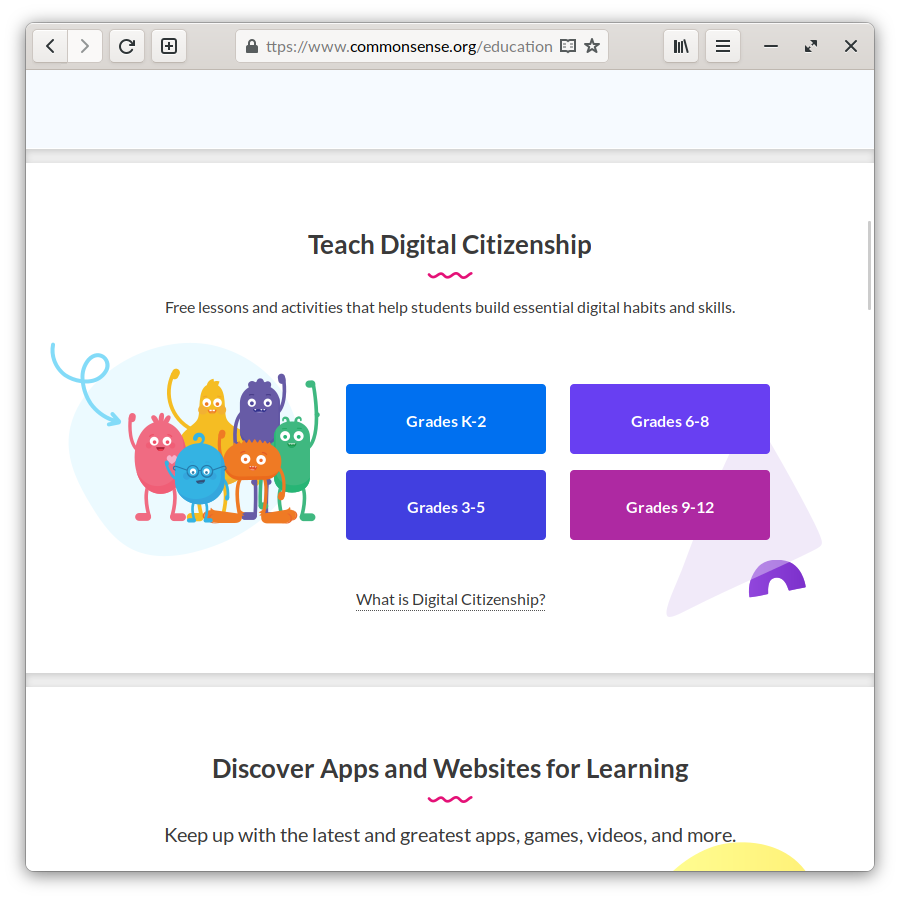 ttps://www.commonsense.org/education
Teach Digital Citizenship
Free lessons and activities that help students build essential digital habits and skills.
Grades K-2
Grades 6-8
Grades 3-5
Grades 9-12
What is Digital Citizenship?
Discover Apps and Websites for Learning
Keep up with the latest and greatest apps, games, videos, and more.